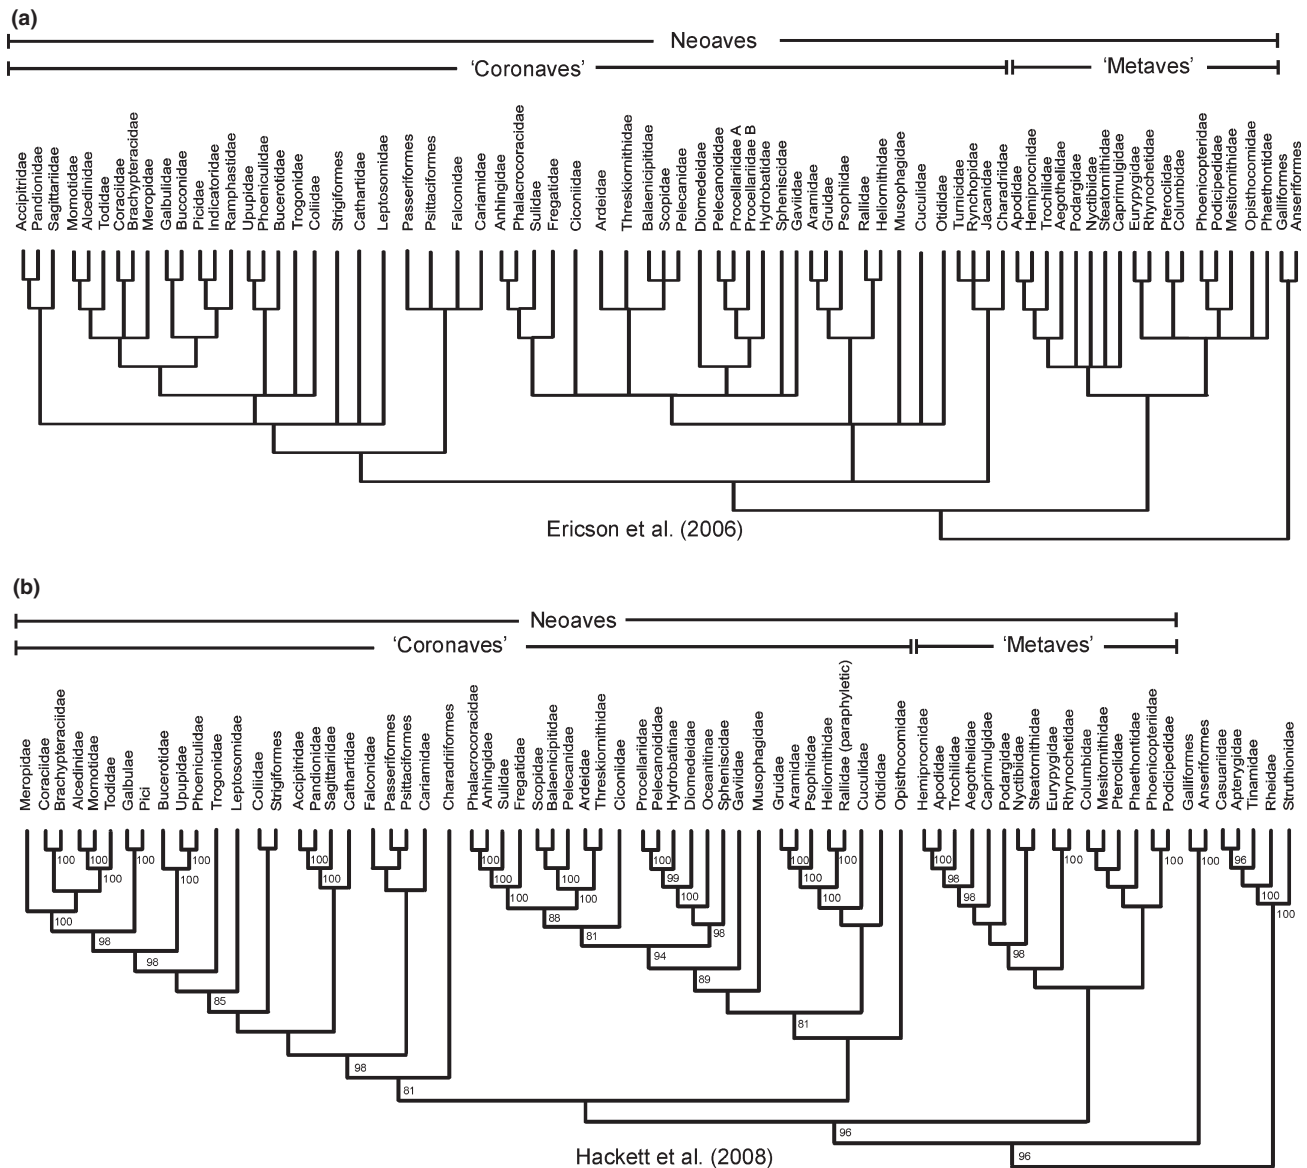 (a)
Neoaves
‘Coronaves’
‘Metaves’
Accipitridae
Pandionidae
Sagittariidae
Momotidae
Alcedinidae
Todidae
Coraciidae
Brachypteracidae
Meropidae
Galbulidae
Bucconidae
Picidae
Indicatoridae
Ramphastidae
Upupidae
Phoeniculidae
Bucerotidae
Trogonidae
Coliidae
Strigiformes
Cathartidae
Leptosomidae
Passeriformes
Psittaciformes
Falconidae
Cariamidae
Anhingidae
Phalacrocoracidae
Sulidae
Fregatidae
Ciconiidae
Ardeidae
Threskiornithidae
Balaenicipitidae
Scopidae
Pelecanidae
Diomedeidae
Pelecanoididae
Procellariidae A
Procellariidae B
Hydrobatidae
Spheniscidae
Gaviidae
Aramidae
Gruidae
Psophiidae
Rallidae
Heliornithidae
Musophagidae
Cuculidae
Otididae
Turnicidae
Rynchopidae
Jacanidae
Charadriidae
Apodidae
Hemiprocnidae
Trochilidae
Aegothelidae
Podargidae
Nyctibiidae
Steatornithidae
Caprimulgidae
Eurypygidae
Rhynochetidae
Pteroclidae
Columbidae
Phoenicopteridae
Podicipedidae
Mesitornithidae
Opisthocomidae
Phaethontidae
Galliformes
Anseriformes
Ericson et al. (2006)
(b)
Neoaves
‘Coronaves’
‘Metaves’
Meropidae
Coraciidae
Brachypteraciidae
Alcedinidae
Momotidae
Todidae
Galbulae
Pici
Bucerotidae
Upupidae
Phoeniculidae
Trogonidae
Leptosomidae
Coliidae
Strigiformes
Accipitridae
Pandionidae
Sagittariidae
Cathartidae
Falconidae
Passeriformes
Psittaciformes
Cariamidae
Charadriiformes
Phalacrocoracidae
Anhingidae
Sulidae
Fregatidae
Scopidae
Balaenicipitidae
Pelecanidae
Ardeidae
Threskiornithidae
Ciconiidae
Procellariidae
Pelecanoididae
Hydrobatinae
Diomedeidae
Oceanitinae
Spheniscidae
Gaviidae
Musophagidae
Gruidae
Aramidae
Psophiidae
Heliornithidae
Rallidae (paraphyletic)
Cuculidae
Otididae
Opisthocomidae
Hemiprocnidae
Apodidae
Trochilidae
Aegothelidae
Caprimulgidae
Podargidae
Nyctibiidae
Steatornithidae
Eurypygidae
Rhynochetidae
Columbidae
Mesitornithidae
Pteroclidae
Phaethontidae
Phoenicopteriidae
Podicipedidae
Galliformes
Anseriformes
Casuariidae
Apterygidae
Tinamidae
Rheidae
Struthionidae
100 100 100 100 100 100 100 100 100 100 100 100 96
100 100 100 100 100 99 100 98 100
100 100 100 100 98 100
100 88 98
98 81 98
98 94
85 89
81
98
81
96
96
Hackett et al. (2008)